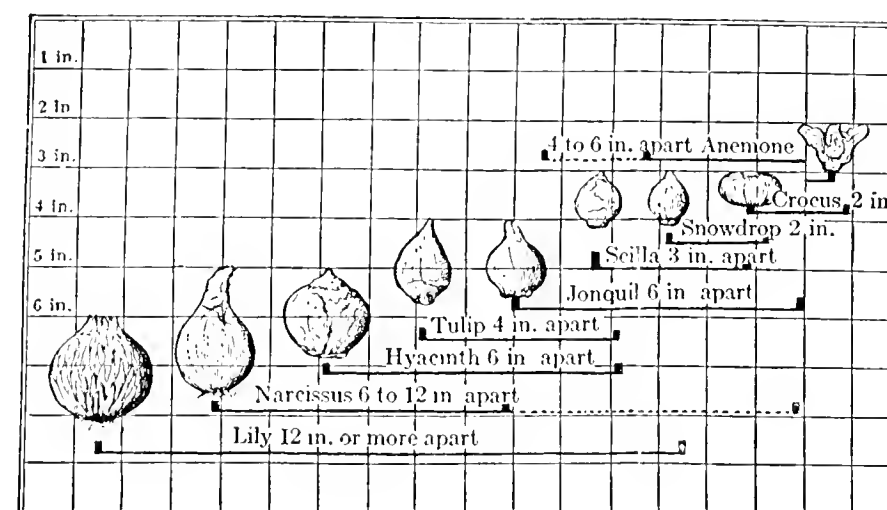 1 in.
2 in
3 in.
4 in.
5 in.
6 in.
4 to 6 in. apart Anemone
Crocus 2 in
Snowdrop 2 in.
Scilla 3 in. apart
Jonquil 6 in apart
Tulip 4 in. apart
Hyacinth 6 in apart
Narcissus 6 to 12 in apart
Lily 12 in. or more apart